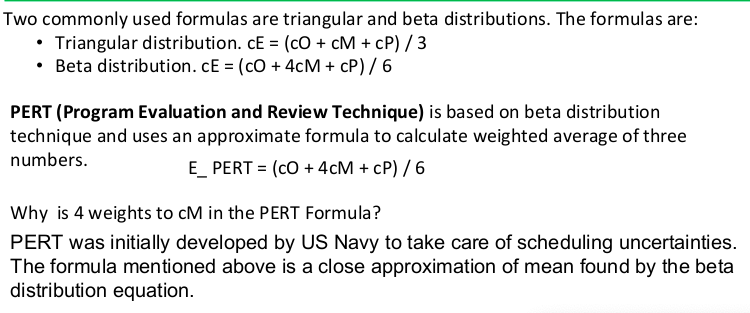 Two commonly used formulas are triangular and beta distributions. The formulas are:
• Triangular distribution. cE = (cO + cM + cP) / 3
• Beta distribution. cE = (cO + 4cM + cP) / 6
PERT (Program Evaluation and Review Technique) is based on beta distribution
technique and uses an approximate formula to calculate weighted average of three
numbers.
E_ PERT = (cO + 4cM + cP) / 6
Why is 4 weights to cM in the PERT Formula?
PERT was initially developed by US Navy to take care of scheduling uncertainties.
The formula mentioned above is a close approximation of mean found by the beta
distribution equation.